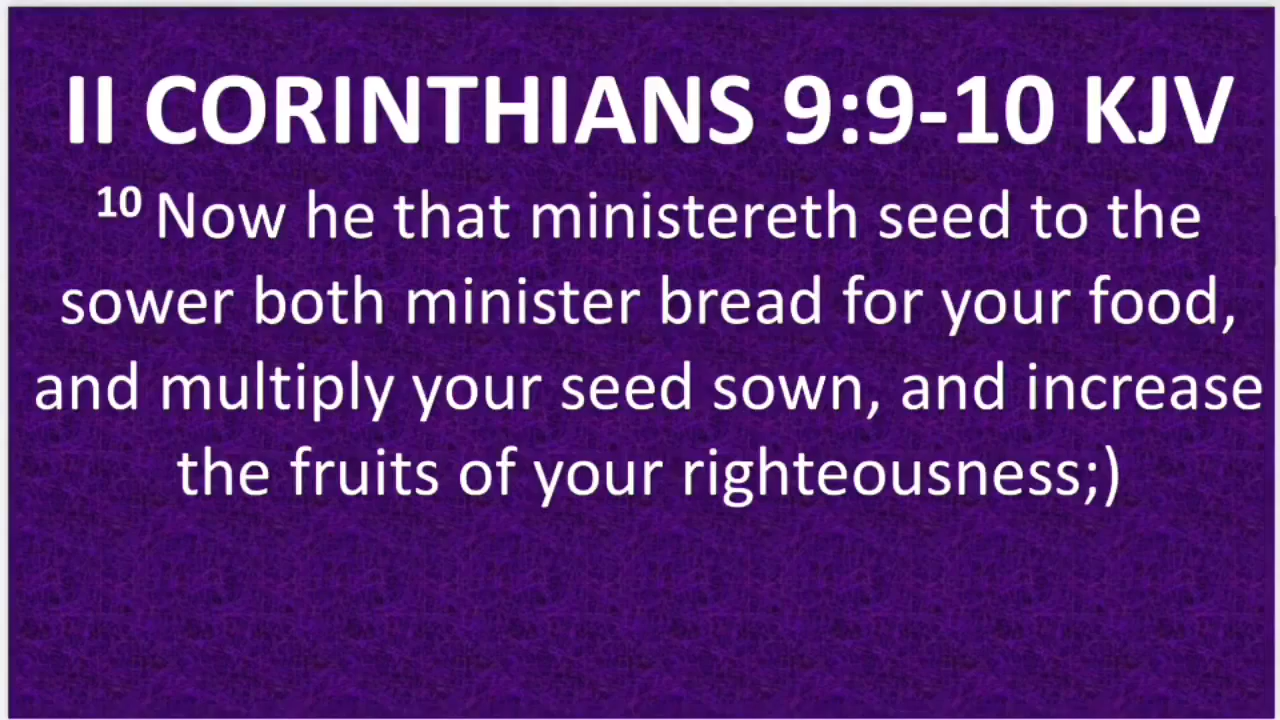 II CORINTHIANS 9:9-10 KJV
10 Now he that ministereth seed to the
sower both minister bread for your food,
and multiply your seed sown, and increase
the fruits of your righteousness;)